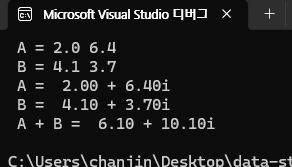 Microsoft Visual Studio 디버그
A = 2.0 6.4
B = 4.1 3.7
A =  2.00 + 6.40i
B =  4.10 + 3.70i
A + B =  6.10 + 10.10i
C:\Users\chanjin\Desktop\data-st